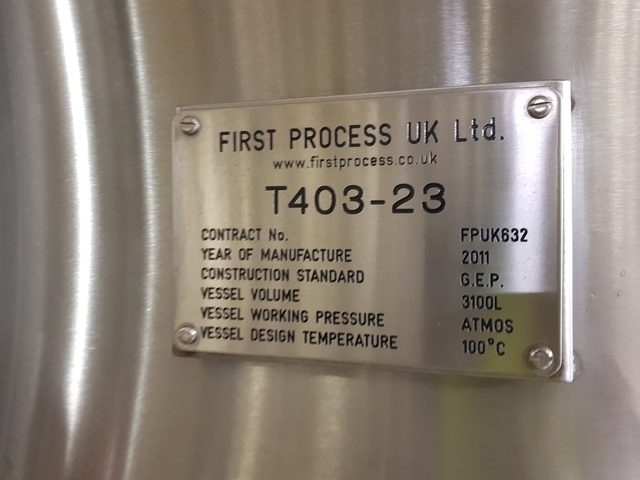 FIRST PROCESS UK Ltd.
www.firstprocess.co.uk
T403-23
CONTRACT No. FPUK632
YEAR OF MANUFACTURE 2011
CONSTRUCTION STANDARD G.E.P.
VESSEL VOLUME 3100L
VESSEL WORKING PRESSURE ATMOS
VESSEL DESIGN TEMPERATURE 100°C